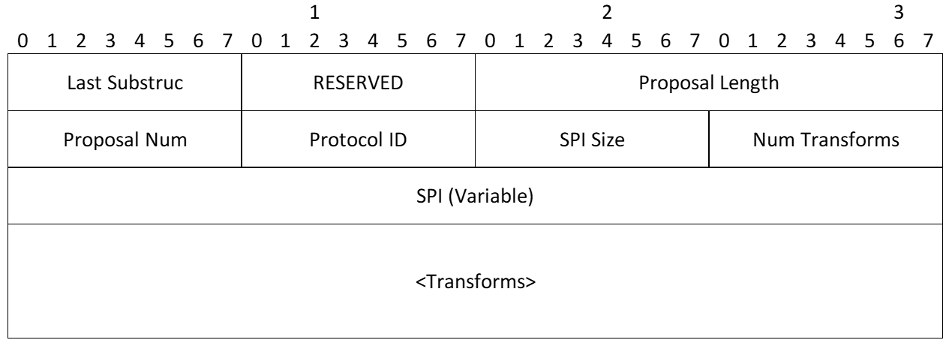 1 2 3
0 1 2 3 4 5 6 7 0 1 2 3 4 5 6 7 0 1 2 3 4 5 6 7 0 1 2 3 4 5 6 7
Last Substruc RESERVED Proposal Length
Proposal Num Protocol ID SPI Size Num Transforms
SPI (Variable)
<Transforms>